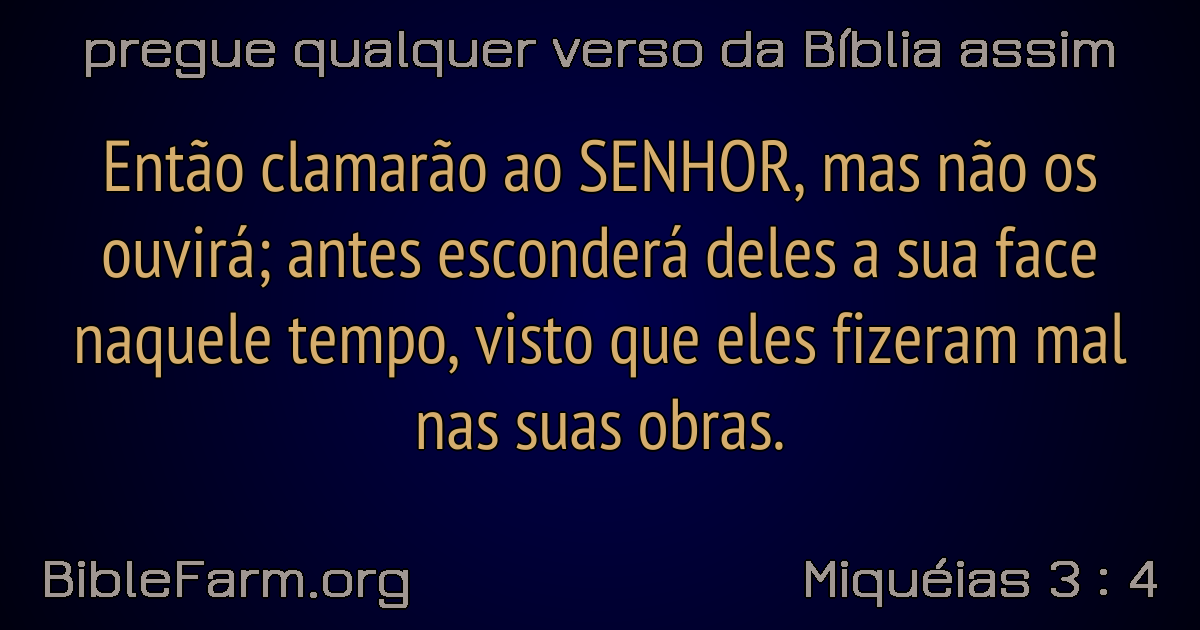 pregue qualquer verso da Bíblia assim
Então clamarão ao SENHOR, mas não os
ouvirá; antes esconderá deles a sua face
naquele tempo, visto que eles fizeram mal
nas suas obras.
BibleFarm.org
Miquéias 3 : 4